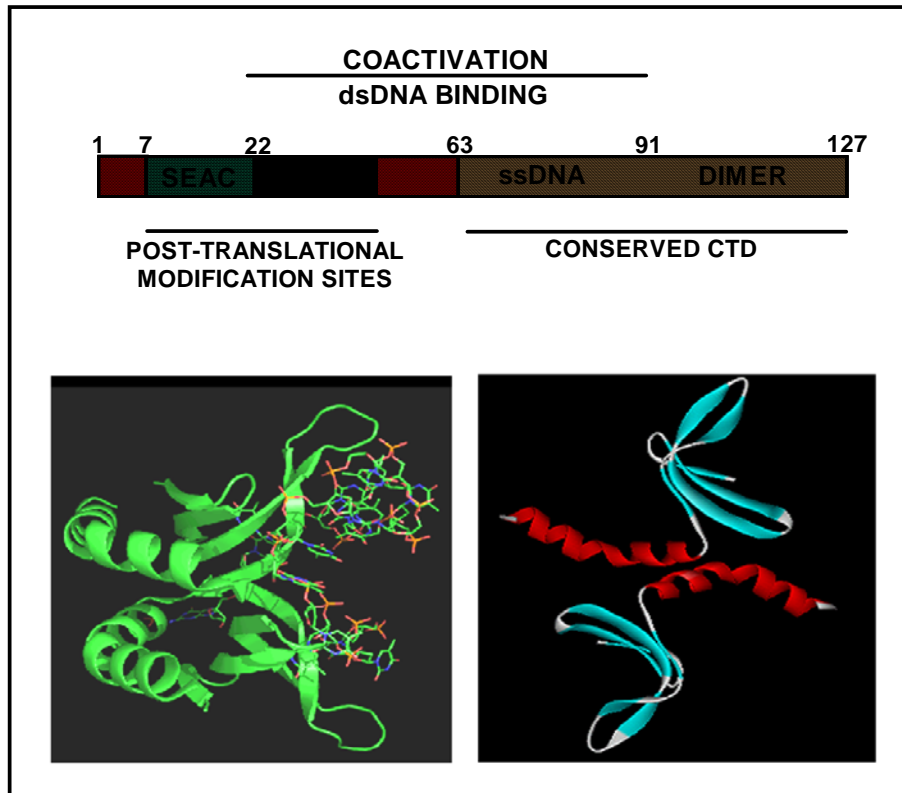 COACTIVATION
dsDNA BINDING
1 7 22 63 91 127
SEAC ssDNA DIMER
POST-TRANSLATIONAL
MODIFICATION SITES
CONSERVED CTD